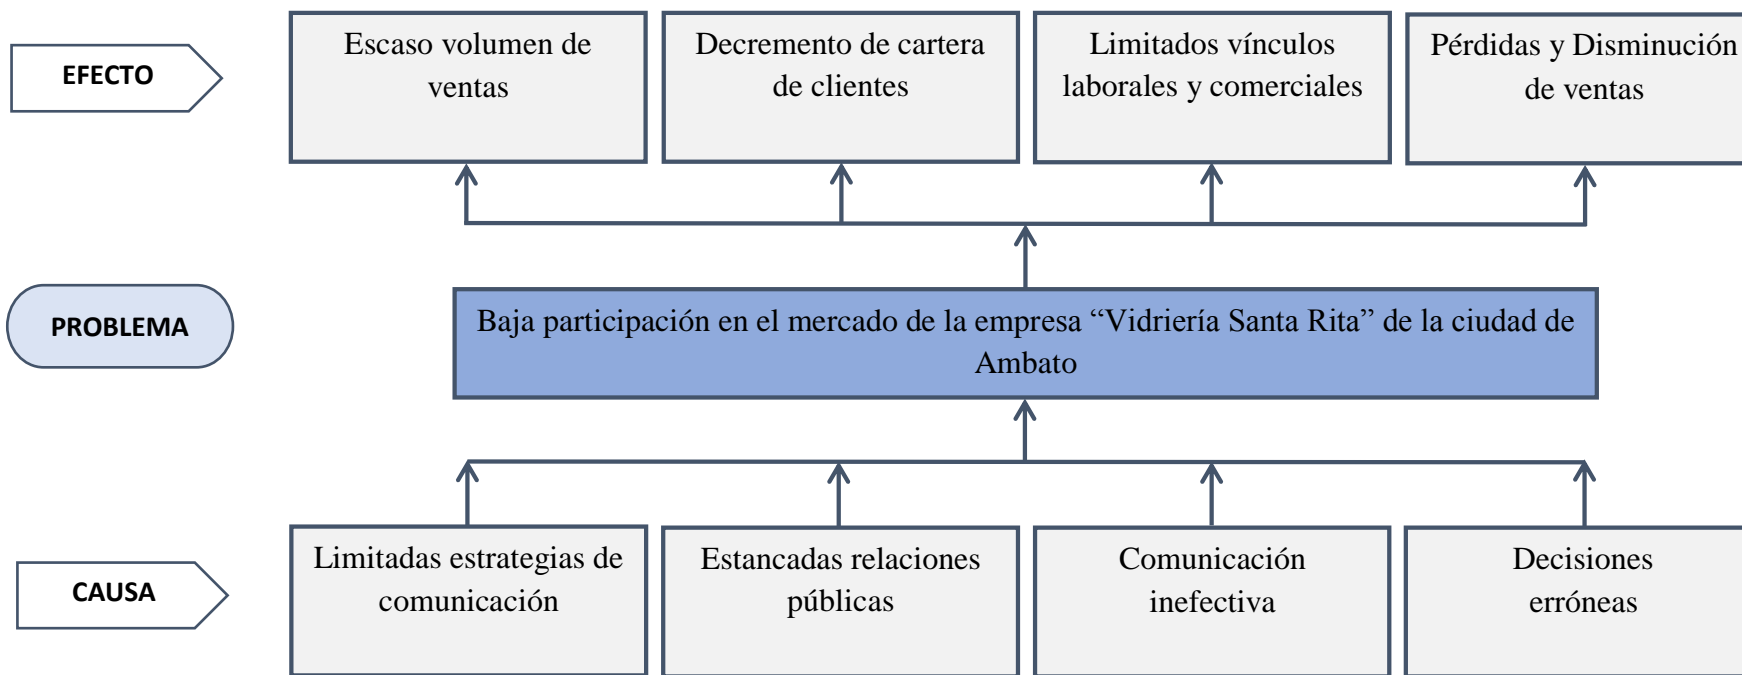 EFECTO
Escaso volumen de
ventas
Decremento de cartera
de clientes
Limitados vínculos
laborales y comerciales
Pérdidas y Disminución
de ventas
PROBLEMA
Baja participación en el mercado de la empresa “Vidriería Santa Rita” de la ciudad de
Ambato
CAUSA
Limitadas estrategias de
comunicación
Estancadas relaciones
públicas
Comunicación
inefectiva
Decisiones
erróneas